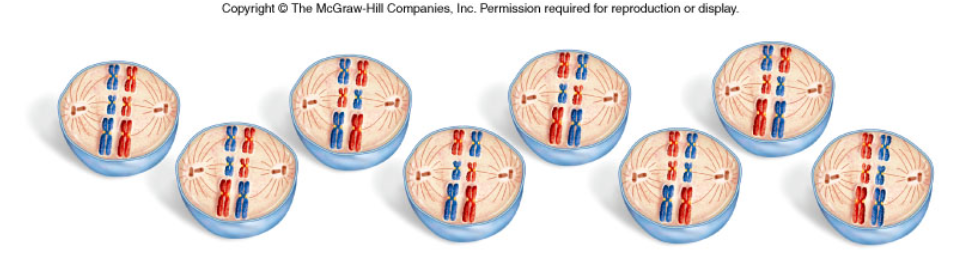 Copyright © The McGraw-Hill Companies, Inc. Permission required for reproduction or display.